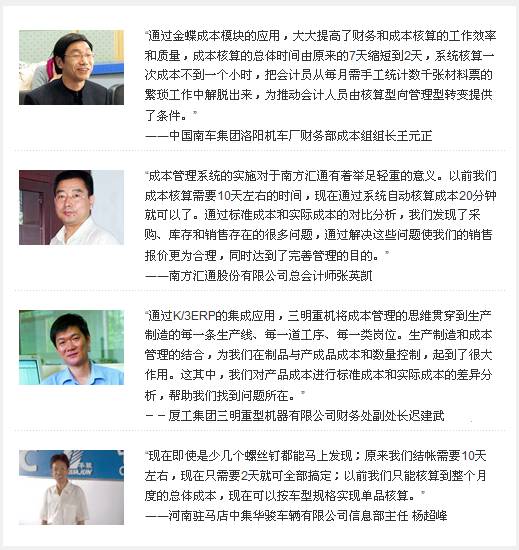 “通过金蝶成本模块的应用，大大提高了财务和成本核算的工作效率
和质量，成本核算的总体时间由原来的7天缩短到2天，系统核算一
次成本不到一个小时，把会计员从每月需手工统计数千张材料票的
繁琐工作中解脱出来，为推动计人员由核算型向管理型转变提供
了条件。”
——中国南车集团洛阳机车厂财务部成本组组长王元正
“成本管理系统的实施对于南方汇通有着举足轻重的意义。以前我们
成本核算需要10天左右的时间，现在通过系统自动核算成本20分钟
就可以了。通过标准成本和实际成本的对比分析，我们发现了采
购、库存和销售存在的很多问题，通过解决这些问题使我们的销售
报价更为合理，同时达到了完善管理的目的。”
——南方汇通股份有限公司总会计师张英凯
“通过K/3ERP的集成应用，三明重机将成本管理的思维贯穿到生产
制造的每一条生产线、每一道工序、每一类岗位。生产制造和成本
管理的结合，为我们在制品与产成品成本和数量控制，起到了很大
作用。这其中，我们对产品成本进行标准成本和实际成本的差异分
析，帮助我们找到问题所在。”
－－厦工集团三明重型机器有限公司财务处副处长迟建武
“现在即使是少几个螺丝钉都能马上发现；原来我们结帐需要10天
左右，现在只需要2天就可全部搞定；以前我们只能核算到整个月
度的总体成本，现在可以按车型规格实现单品核算。”
——河南驻马店中集华骏车辆有限公司信息部主任 杨超峰